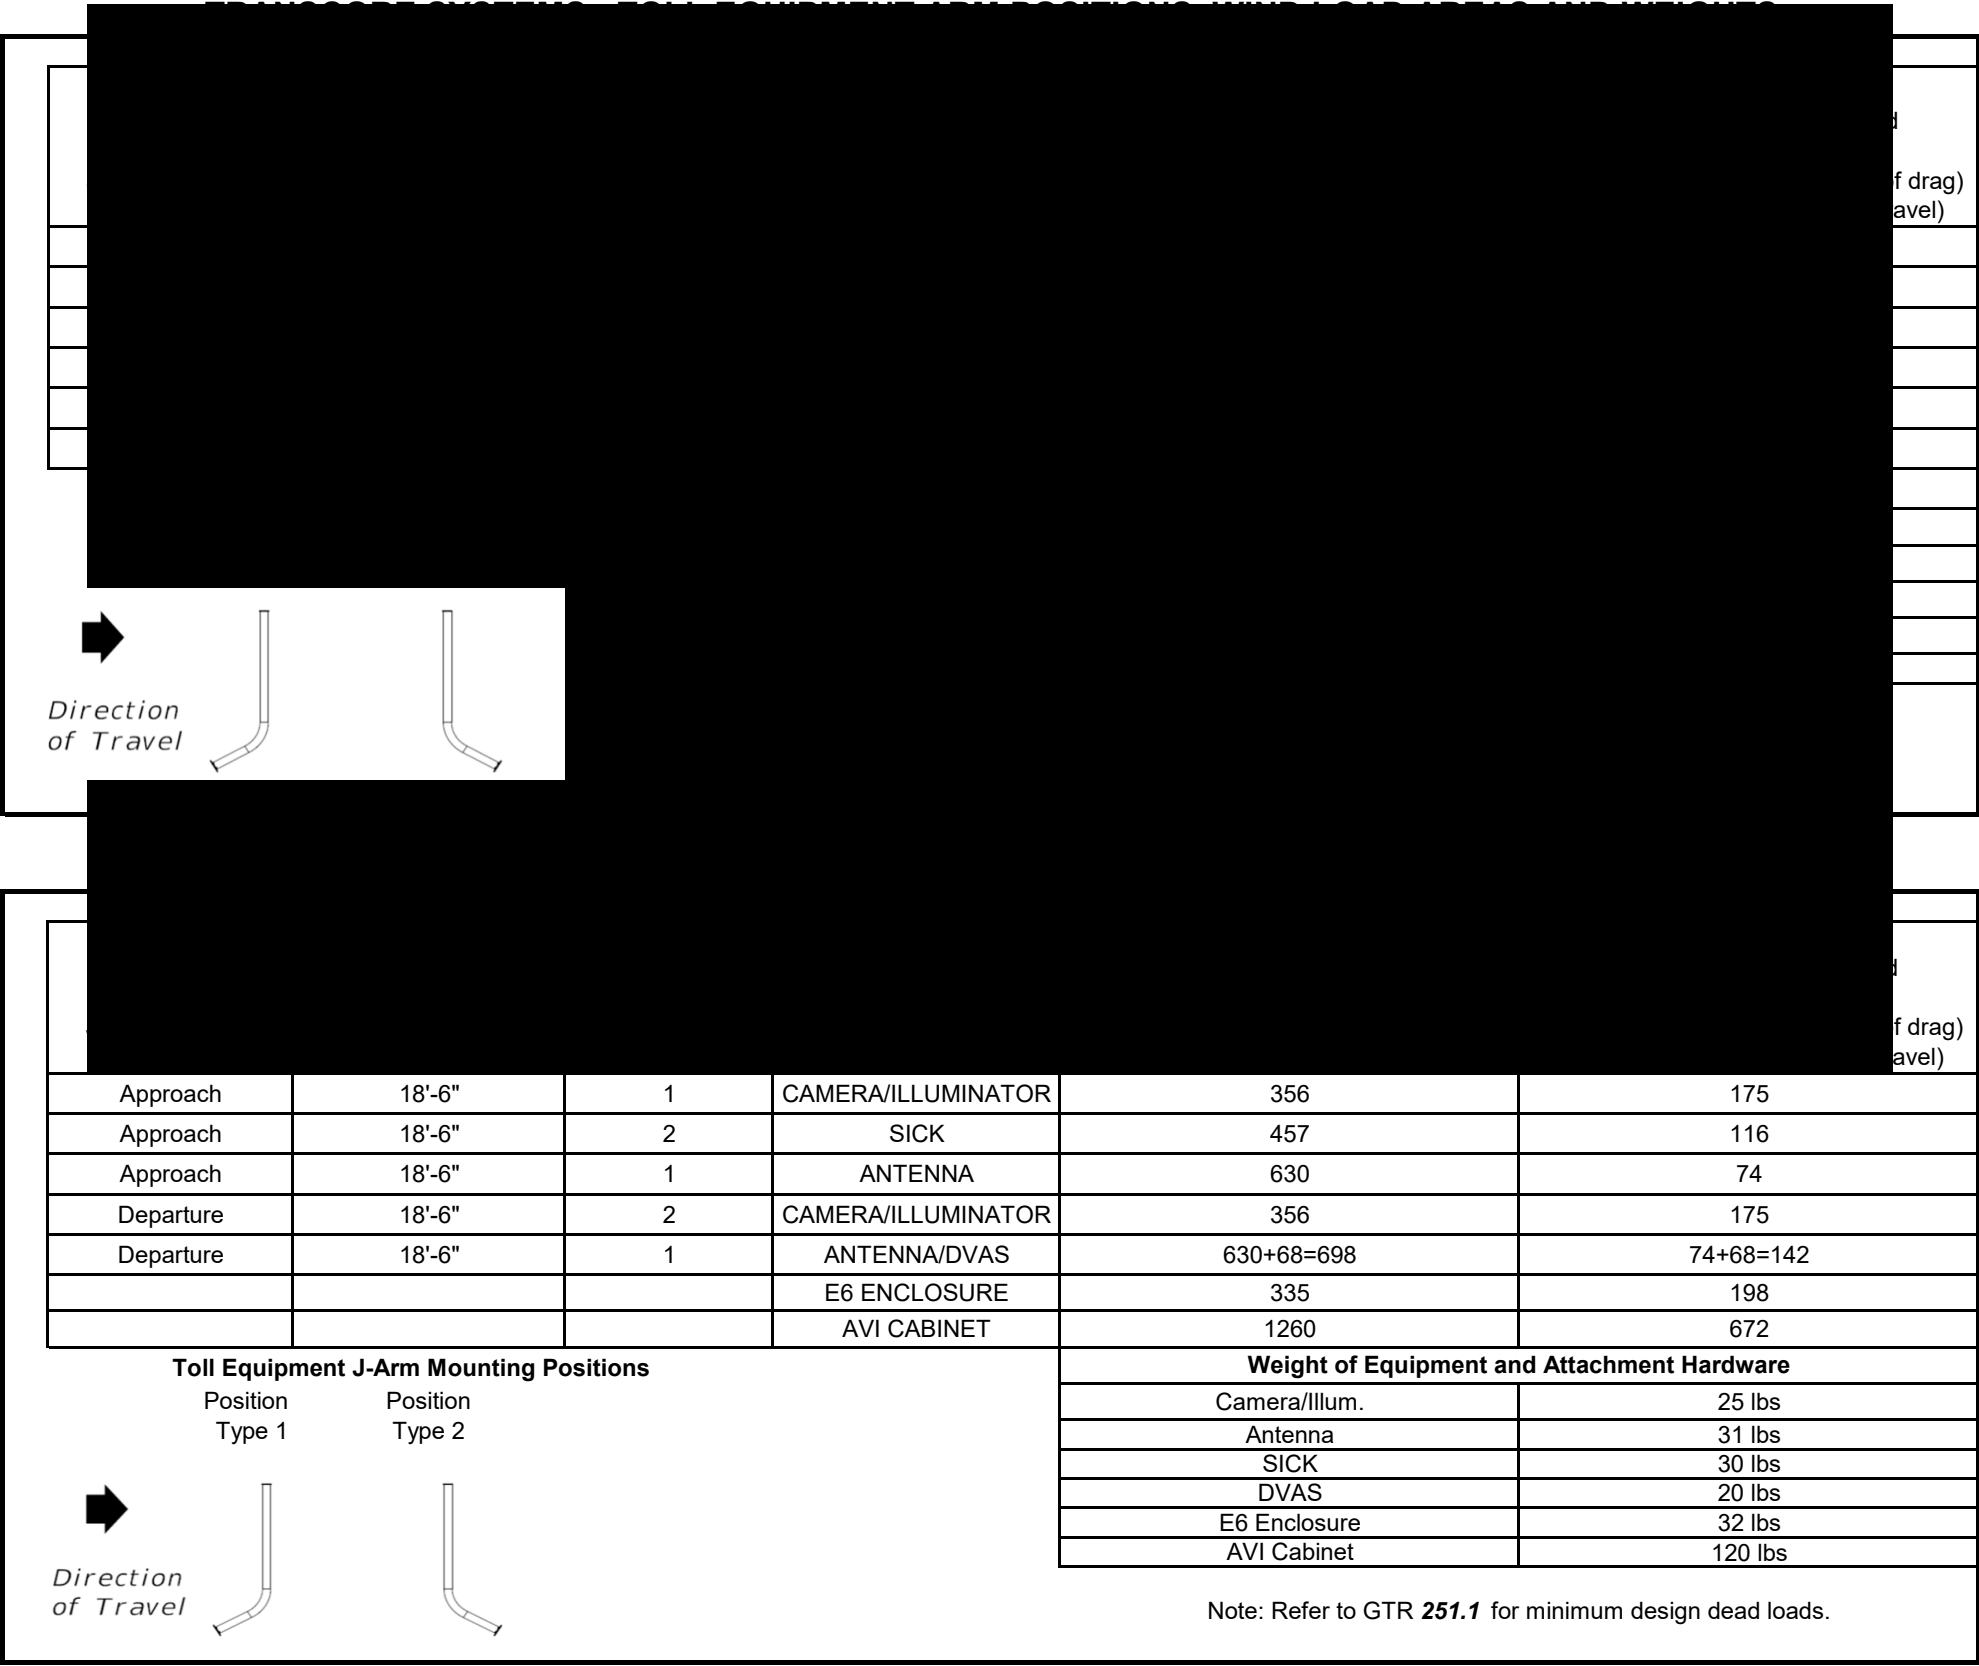 f drag)
avel)
Direction
of Travel
f drag)
avel)
Approach 18'-6" 1 CAMERA/ILLUMINATOR 356 175
Approach 18'-6" 2 SICK 457 116
Approach 18'-6" 1 ANTENNA 630 74
Departure 18'-6" 2 CAMERA/ILLUMINATOR 356 175
Departure 18'-6" 1 ANTENNA/DVAS 630+68=698 74+68=142
E6 ENCLOSURE 335 198
AVI CABINET 1260 672
Toll Equipment J-Arm Mounting Positions
Position Position
Type 1 Type 2
Direction
of Travel
Weight of Equipment and Attachment Hardware
Camera/Illum. 25 lbs
Antenna 31 lbs
SICK 30 lbs
DVAS 20 lbs
E6 Enclosure 32 lbs
AVI Cabinet 120 lbs
Note: Refer to GTR 251.1 for minimum design dead loads.